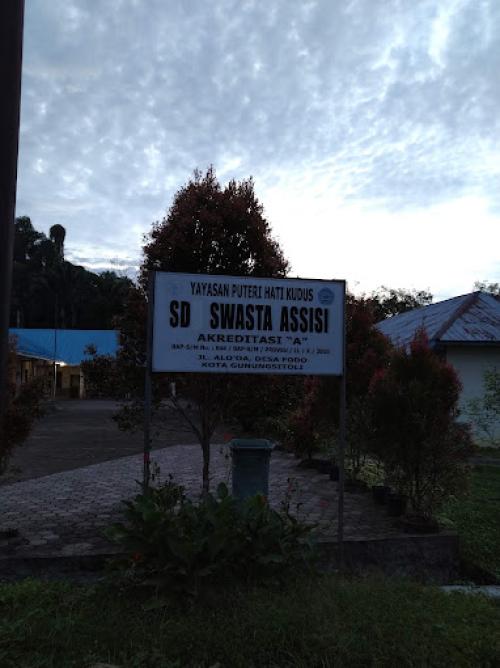 YAYASAN PUTERI HATI KUDUS
SD SWASTA ASSISI
AKREDITASI "A"
JL. ALO'OA, DESA FODO
KOTA GUNUNGSITOLI